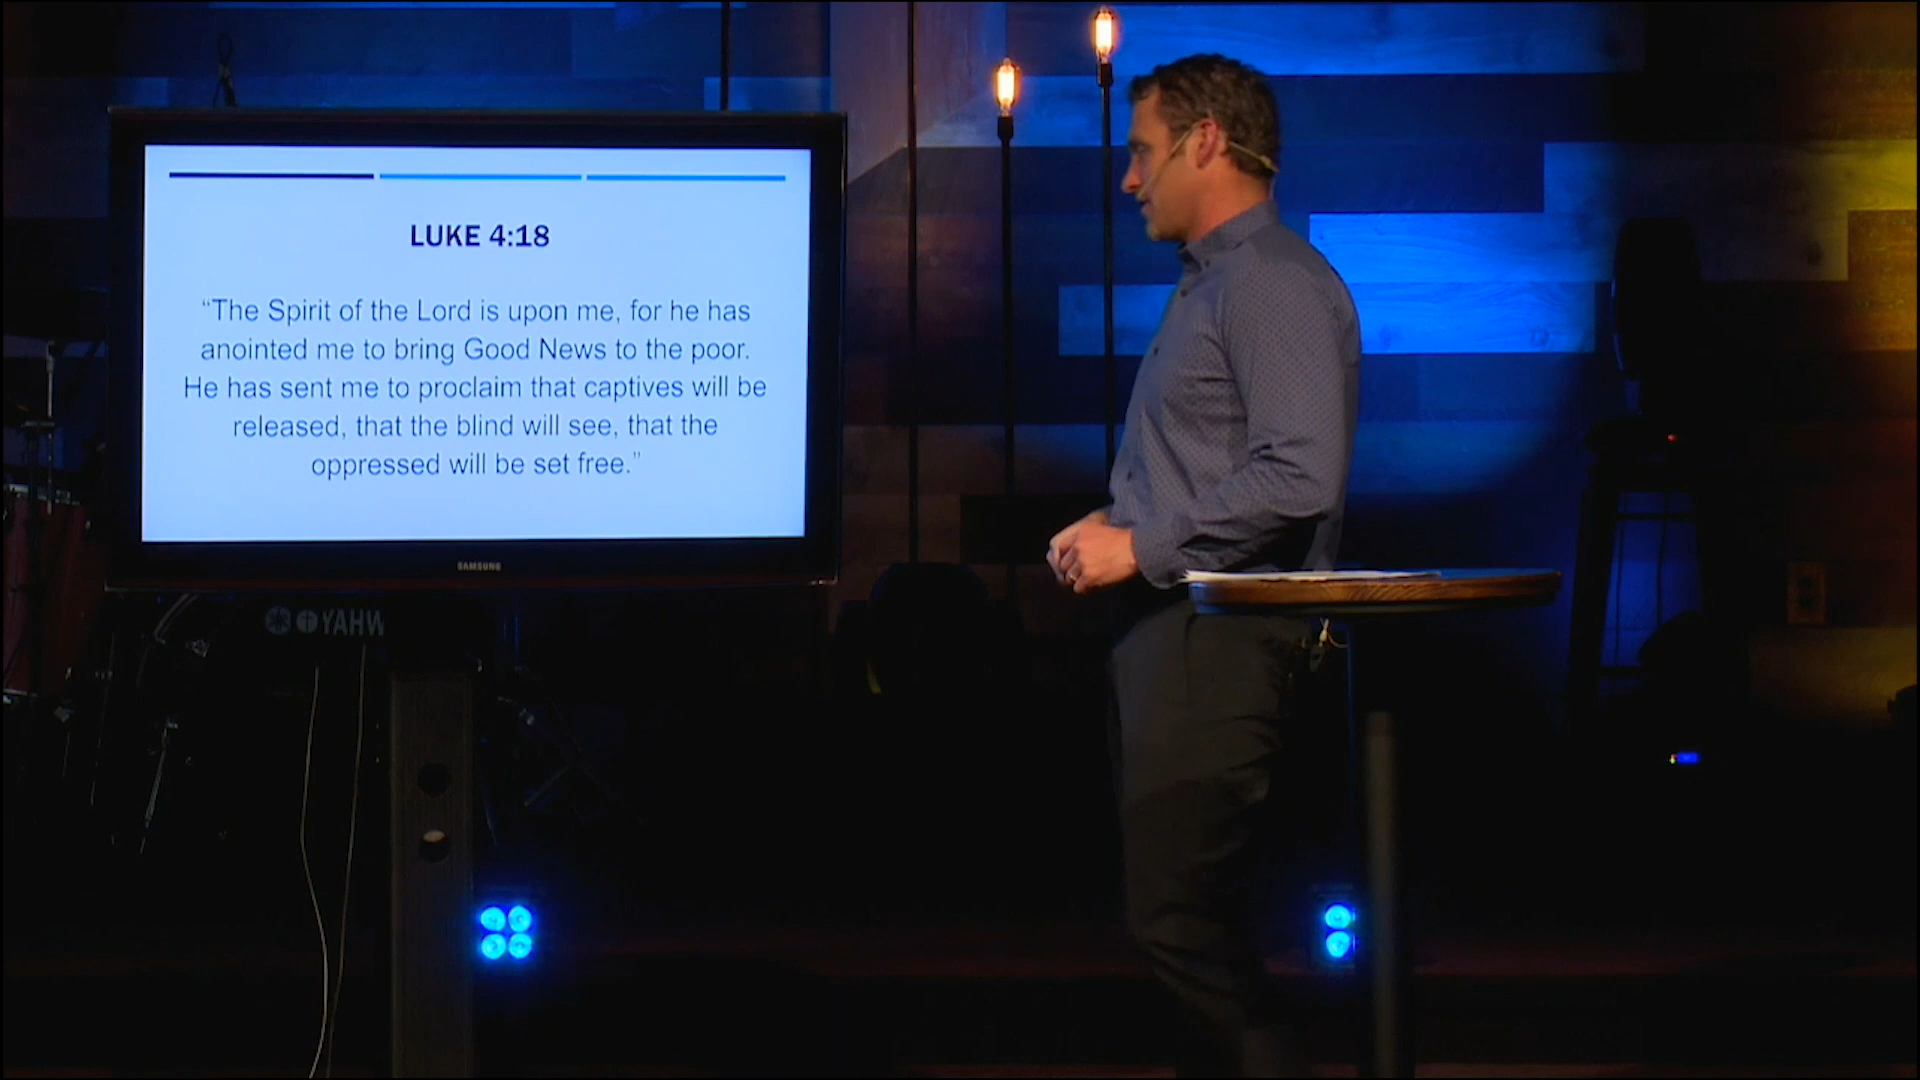 LUKE 4:18
“The Spirit of the Lord is upon me, for he has
anointed me to bring Good News to the poor.
He has sent me to proclaim that captives will be
released, that the blind will see, that the
oppressed will be set free.”
SAMSUNG
YAHW